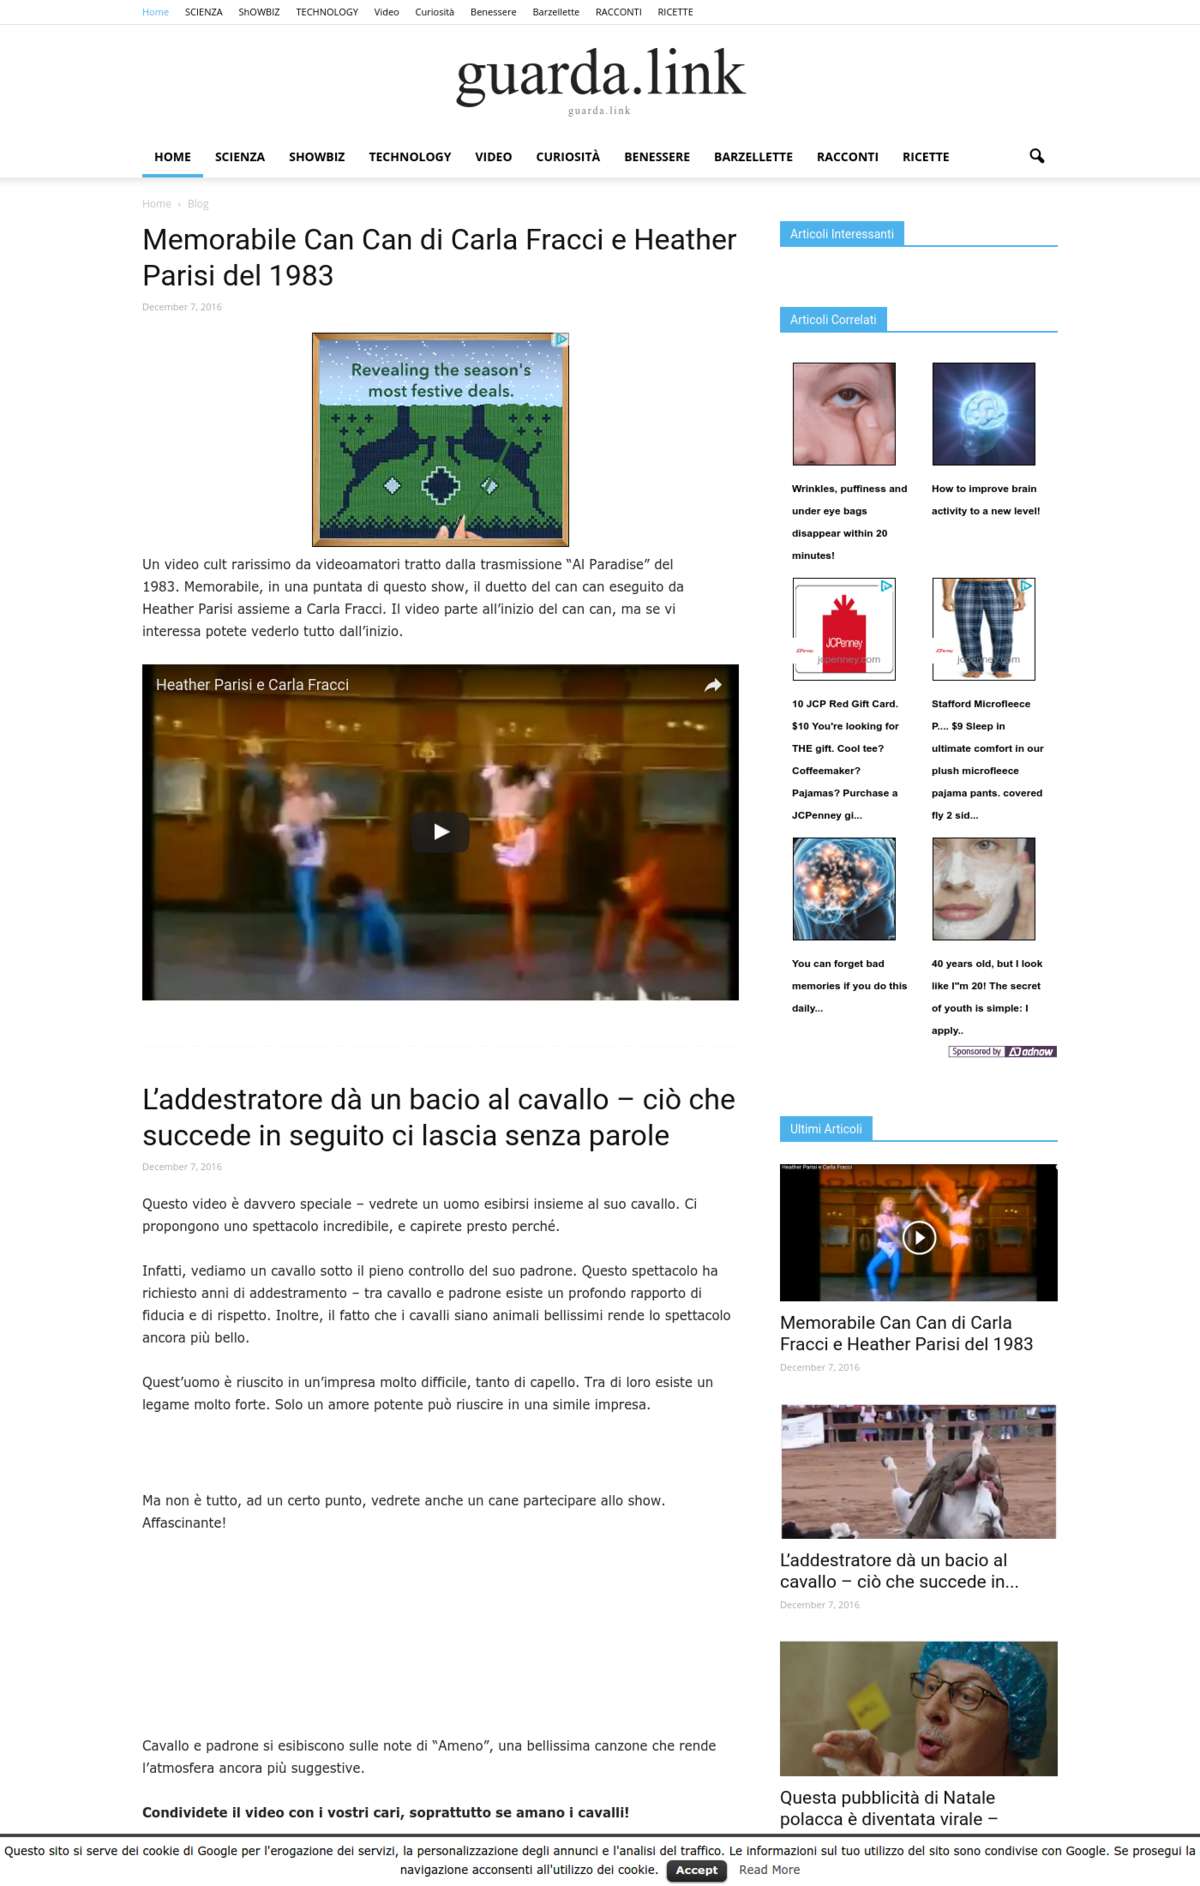 Home SCIENZA ShOWBIZ TECHNOLOGY Video Curiosità Benessere Barzellette RACCONTI RICETTE
guarda.link
guarda.link
HOME SCIENZA SHOWBIZ TECHNOLOGY VIDEO CURIOSITÀ BENESSERE BARZELLETTE RACCONTI RICETTE
Home › Blog
Memorabile Can Can di Carla Fracci e Heather
Parisi del 1983
December 7, 2016
Revealing the season's
most festive deals.
Un video cult rarissimo da videoamatori tratto dalla trasmissione “Al Paradise” del
1983. Memorabile, in una puntata di questo show, il duetto del can can eseguito da
Heather Parisi assieme a Carla Fracci. Il video parte all’inizio del can can, ma se vi
interessa potete vederlo tutto dall’inizio.
Heather Parisi e Carla Fracci
L’addestratore dà un bacio al cavallo – ciò che
succede in seguito ci lascia senza parole
December 7, 2016
Questo video è davvero speciale – vedrete un uomo esibirsi insieme al suo cavallo. Ci
propongono uno spettacolo incredibile, e capirete presto perché.
Infatti, vediamo un cavallo sotto il pieno controllo del suo padrone. Questo spettacolo ha
richiesto anni di addestramento – tra cavallo e padrone esiste un profondo rapporto di
fiducia e di rispetto. Inoltre, il fatto che i cavalli siano animali bellissimi rende lo spettacolo
ancora più bello.
Quest’uomo è riuscito in un’impresa molto difficile, tanto di capello. Tra di loro esiste un
legame molto forte. Solo un amore potente può riuscire in una simile impresa.
Ma non è tutto, ad un certo punto, vedrete anche un cane partecipare allo show.
Affascinante!
Cavallo e padrone si esibiscono sulle note di “Ameno”, una bellissima canzone che rende
l’atmosfera ancora più suggestive.
Condividete il video con i vostri cari, soprattutto se amano i cavalli!
Articoli Interessanti
Articoli Correlati
Wrinkles, puffiness and
under eye bags
disappear within 20
minutes!
How to improve brain
activity to a new level!
JCPenney
jcpenney.com
jcpenney.com
10 JCP Red Gift Card.
$10 You're looking for
THE gift. Cool tee?
Coffeemaker?
Pajamas? Purchase a
JCPenney gi...
Stafford Microfleece
P.... $9 Sleep in
ultimate comfort in our
plush microfleece
pajama pants. covered
fly 2 sid...
You can forget bad
memories if you do this
daily...
40 years old, but I look
like I"m 20! The secret
of youth is simple: I
apply..
Sponsored by adnow
Ultimi Articoli
Heather Parisi e Carla Fracci
Memorabile Can Can di Carla
Fracci e Heather Parisi del 1983
December 7, 2016
L’addestratore dà un bacio al
cavallo – ciò che succede in...
December 7, 2016
Questa pubblicità di Natale
polacca è diventata virale –
Questo sito si serve dei cookie di Google per l'erogazione dei servizi, la personalizzazione degli annunci e l'analisi del traffico. Le informazioni sul tuo utilizzo del sito sono condivise con Google. Se prosegui la
navigazione acconsenti all'utilizzo dei cookie. Accept Read More